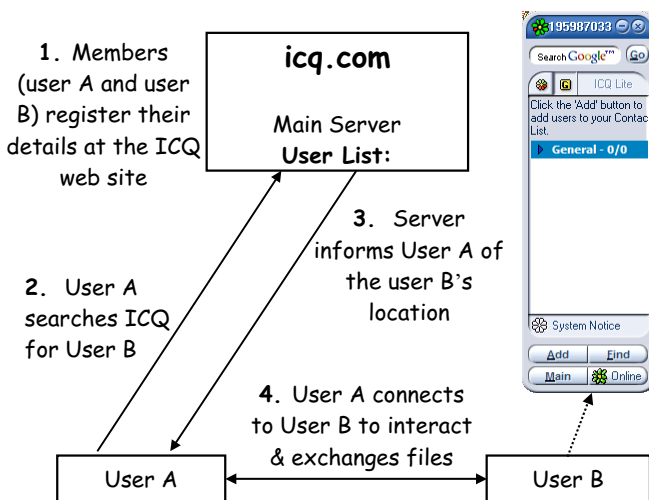 1. Members
(user A and user
B) register their
details at the ICQ
web site
icq.com
Main Server
User List:
2. User A
searches ICQ
for User B
3. Server
informs User A of
the user B's
location
4. User A connects
to User B to interact
& exchanges files
User A
User B
195987033
Search Google™ Go
G ICQ Lite
Click the 'Add' button to
add users to your Contac
List.
General - 0/0
System Notice
Add Find
Main Online